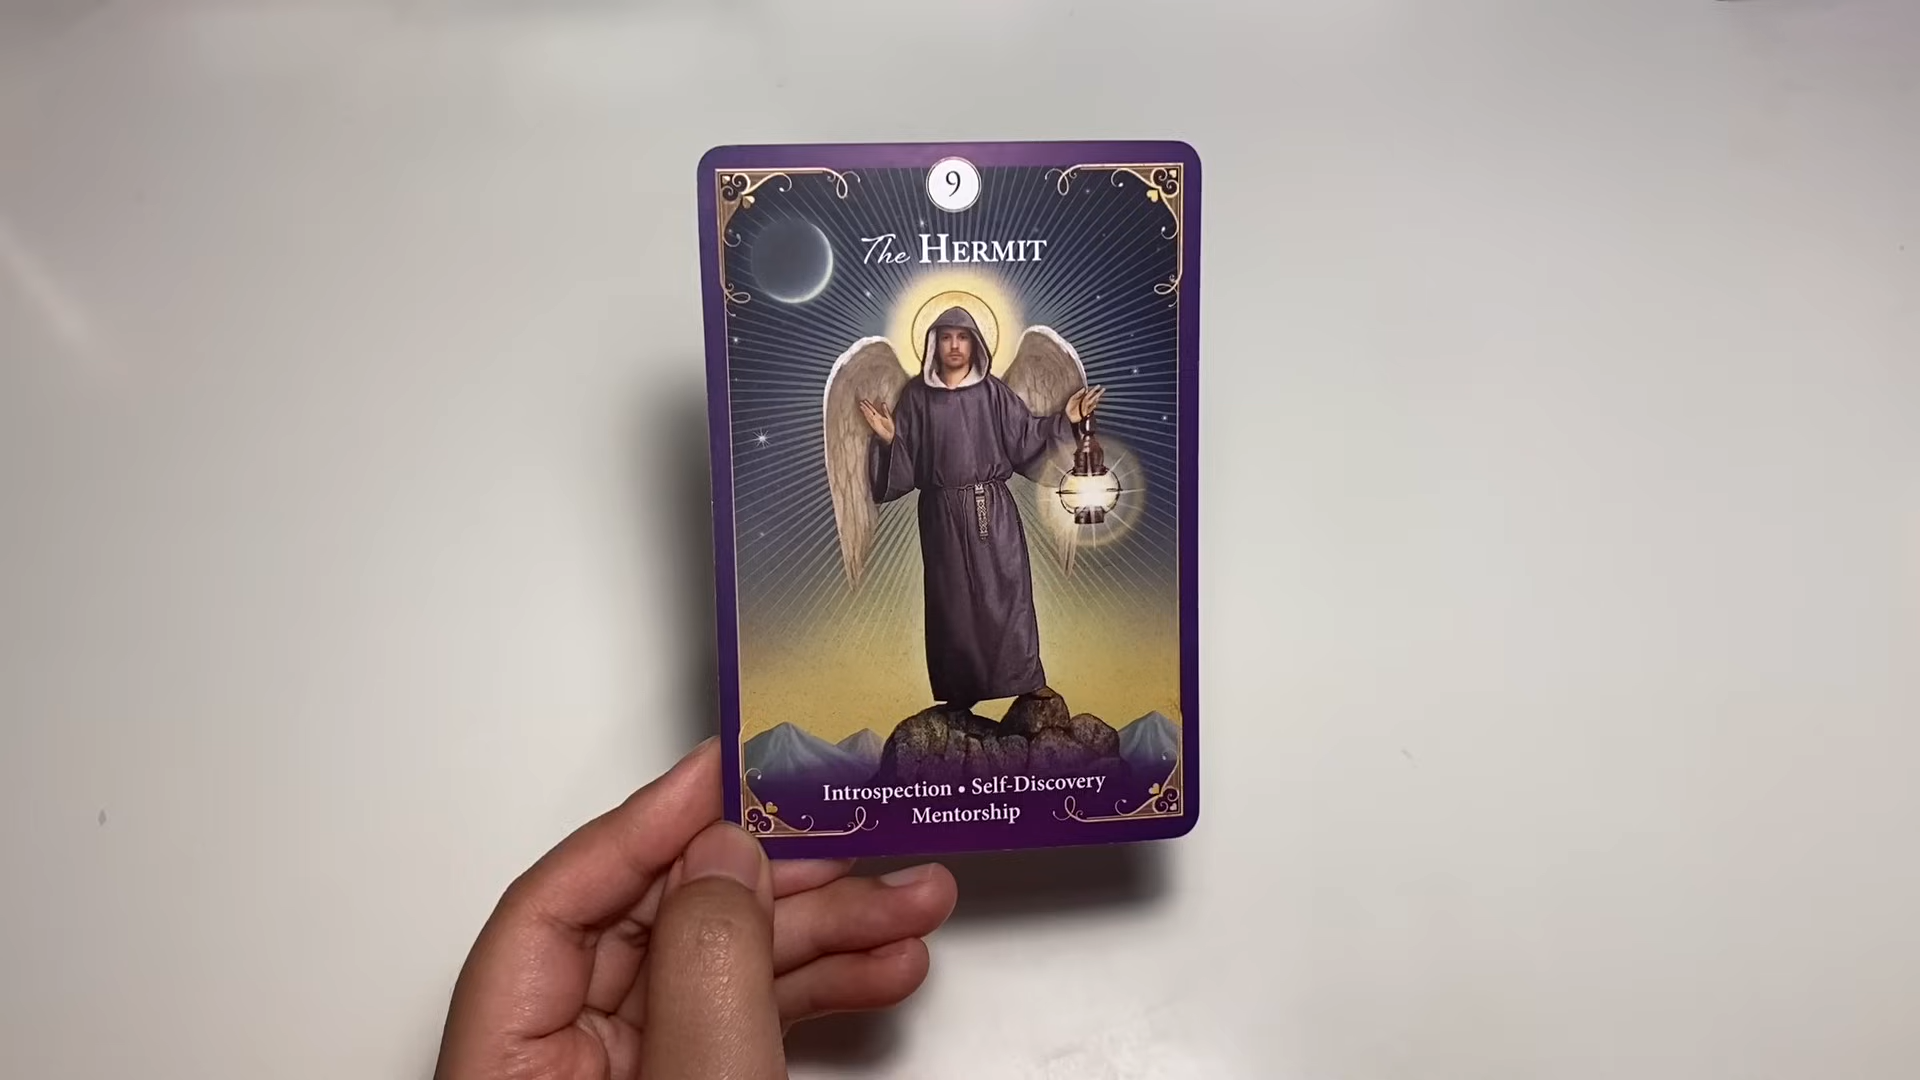 9
The HERMIT
Introspection • Self-Discovery
Mentorship